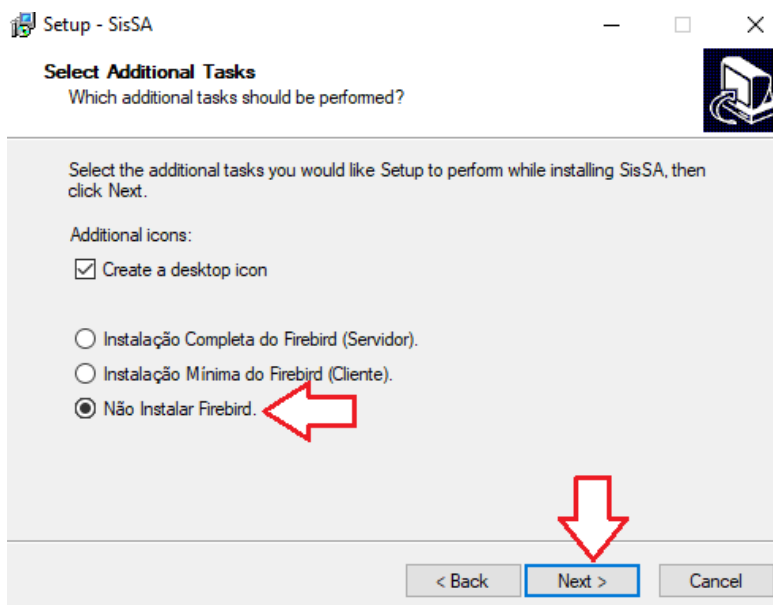 Setup - SisSA
Select Additional Tasks
Which additional tasks should be performed?
Select the additional tasks you would like Setup to perform while installing SisSA, then
click Next.
Additional icons:
Create a desktop icon
Instalação Completa do Firebird (Servidor).
Instalação Mínima do Firebird (Cliente).
Não Instalar Firebird.
< Back
Next >
Cancel